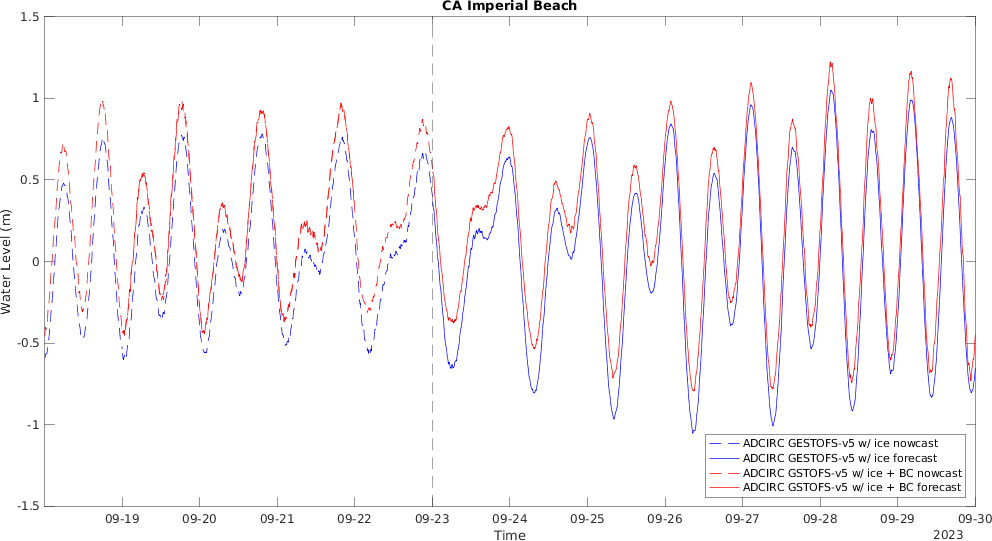 CA Imperial Beach
1.5
1
0.5
0
-0.5
-1
-1.5
Water Level (m)
09-19 09-20 09-21 09-22 09-23 09-24 09-25 09-26 09-27 09-28 09-29 09-30
Time
2023
ADCIRC GESTOFS-v5 w/ ice nowcast
ADCIRC GESTOFS-v5 w/ ice forecast
ADCIRC GSTOFS-v5 w/ ice + BC nowcast
ADCIRC GSTOFS-v5 w/ ice + BC forecast